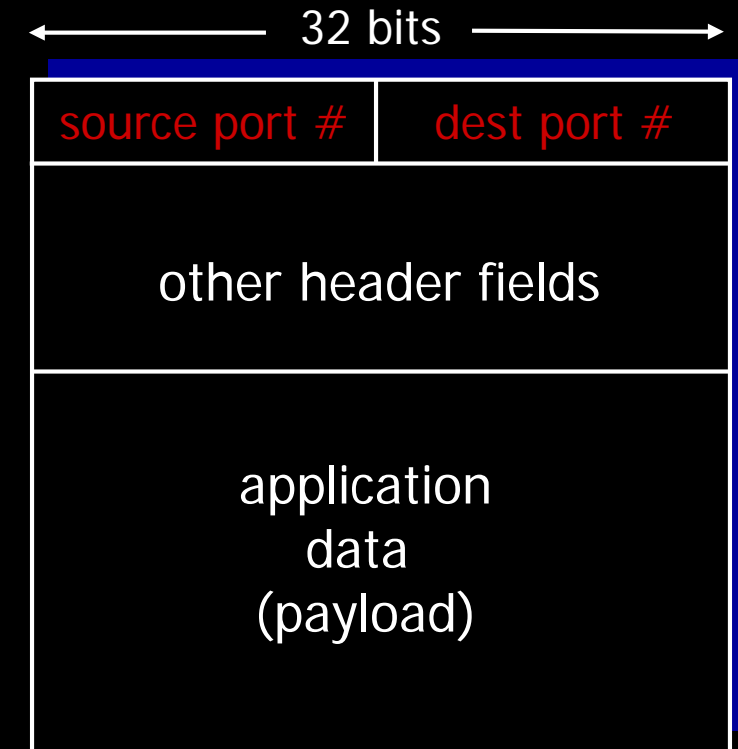 32 bits
source port # dest port #
other header fields
application
data
(payload)